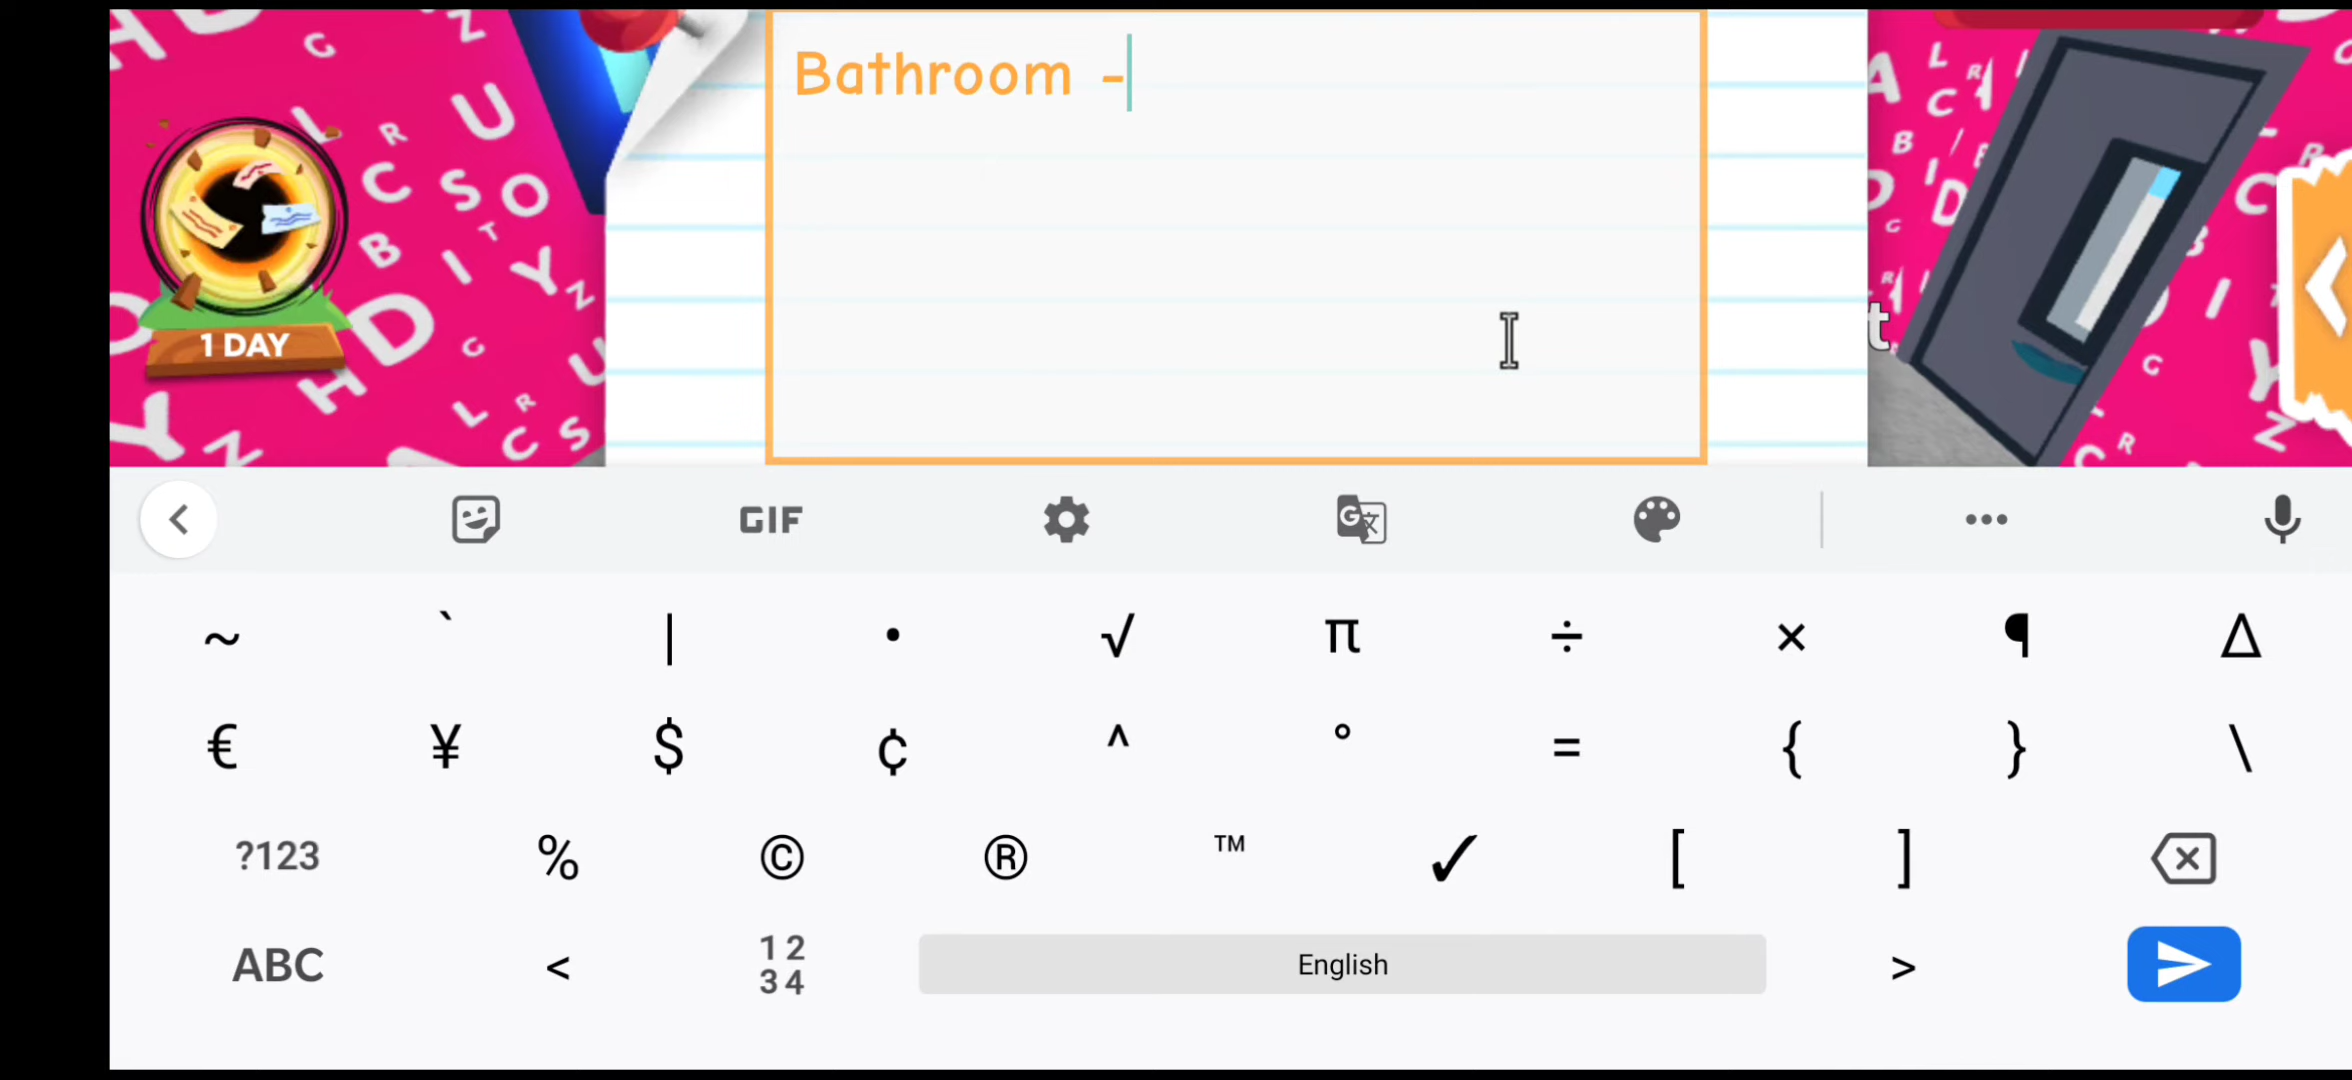 Bathroom -
1 DAY
t
GIF
~ ` | • √ π ÷ × ¶ Δ
€ ¥ $ ¢ ^ ° = { } \
?123 % © ® ™ ✓ [ ]
ABC < 1 2 3 4 English >